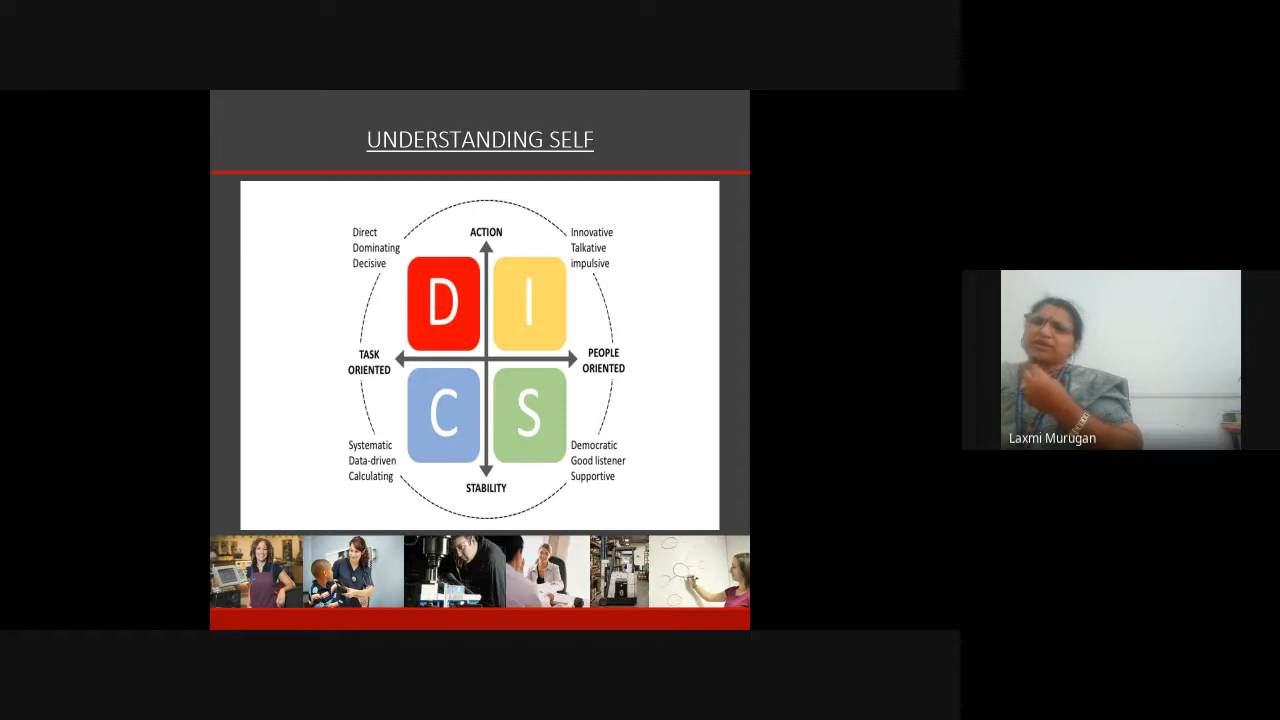 UNDERSTANDING SELF
Direct
Dominating
Decisive
ACTION
Innovative
Talkative
impulsive
D
I
TASK
ORIENTED
PEOPLE
ORIENTED
C
S
Systematic
Data-driven
Calculating
Democratic
Good listener
Supportive
STABILITY
Laxmi Murugan